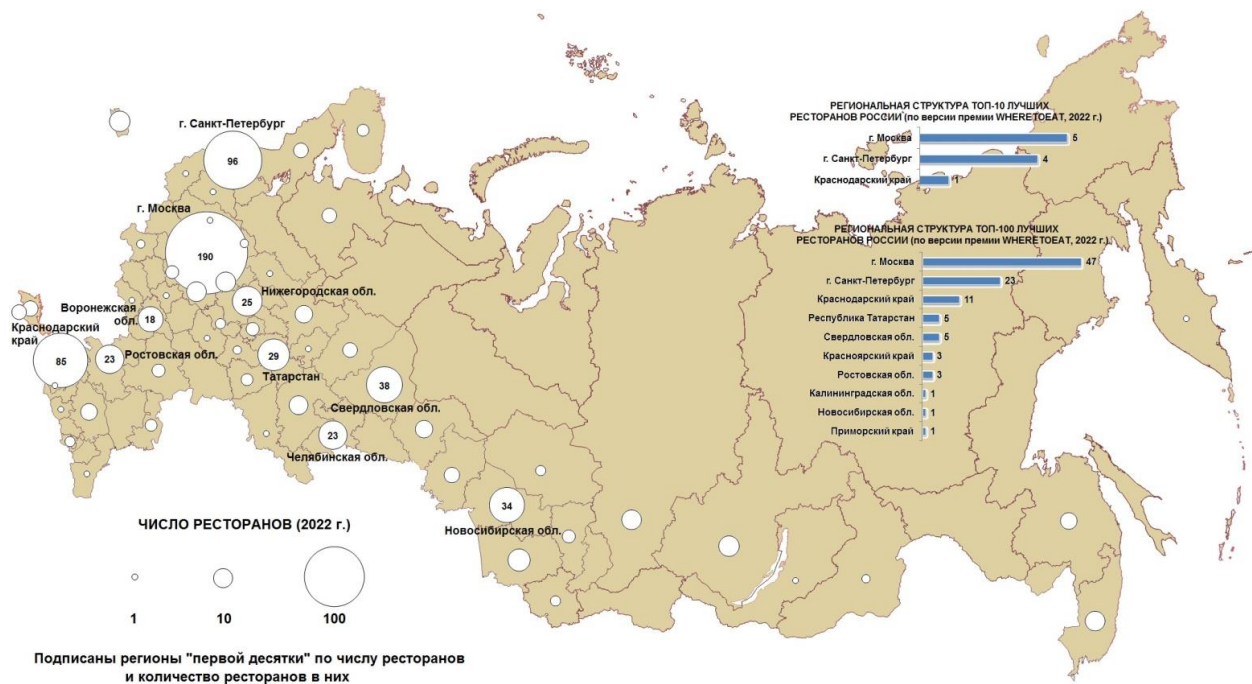 г. Санкт-Петербург
96
г. Москва
190
Нижегородская обл.
25
Воронежская
обл.
18
Краснодарский
край
85
23
Ростовская обл.
29
Татарстан
38
Свердловская обл.
23
Челябинская обл.
34
Новосибирская обл.
РЕГИОНАЛЬНАЯ СТРУКТУРА ТОП-10 ЛУЧШИХ
РЕСТОРАНОВ РОССИИ (по версии премии WHERETOEAT, 2022 г.)
г. Москва 5
г. Санкт-Петербург 4
Краснодарский край 1
РЕГИОНАЛЬНАЯ СТРУКТУРА ТОП-100 ЛУЧШИХ
РЕСТОРАНОВ РОССИИ (по версии премии WHERETOEAT, 2022 г.)
г. Москва 47
г. Санкт-Петербург 23
Краснодарский край 11
Республика Татарстан 5
Свердловская обл. 5
Красноярский край 3
Ростовская обл. 3
Калининградская обл. 1
Новосибирская обл. 1
Приморский край 1
ЧИСЛО РЕСТОРАНОВ (2022 г.)
1 10 100
Подписаны регионы "первой десятки" по числу ресторанов
и количество ресторанов в них